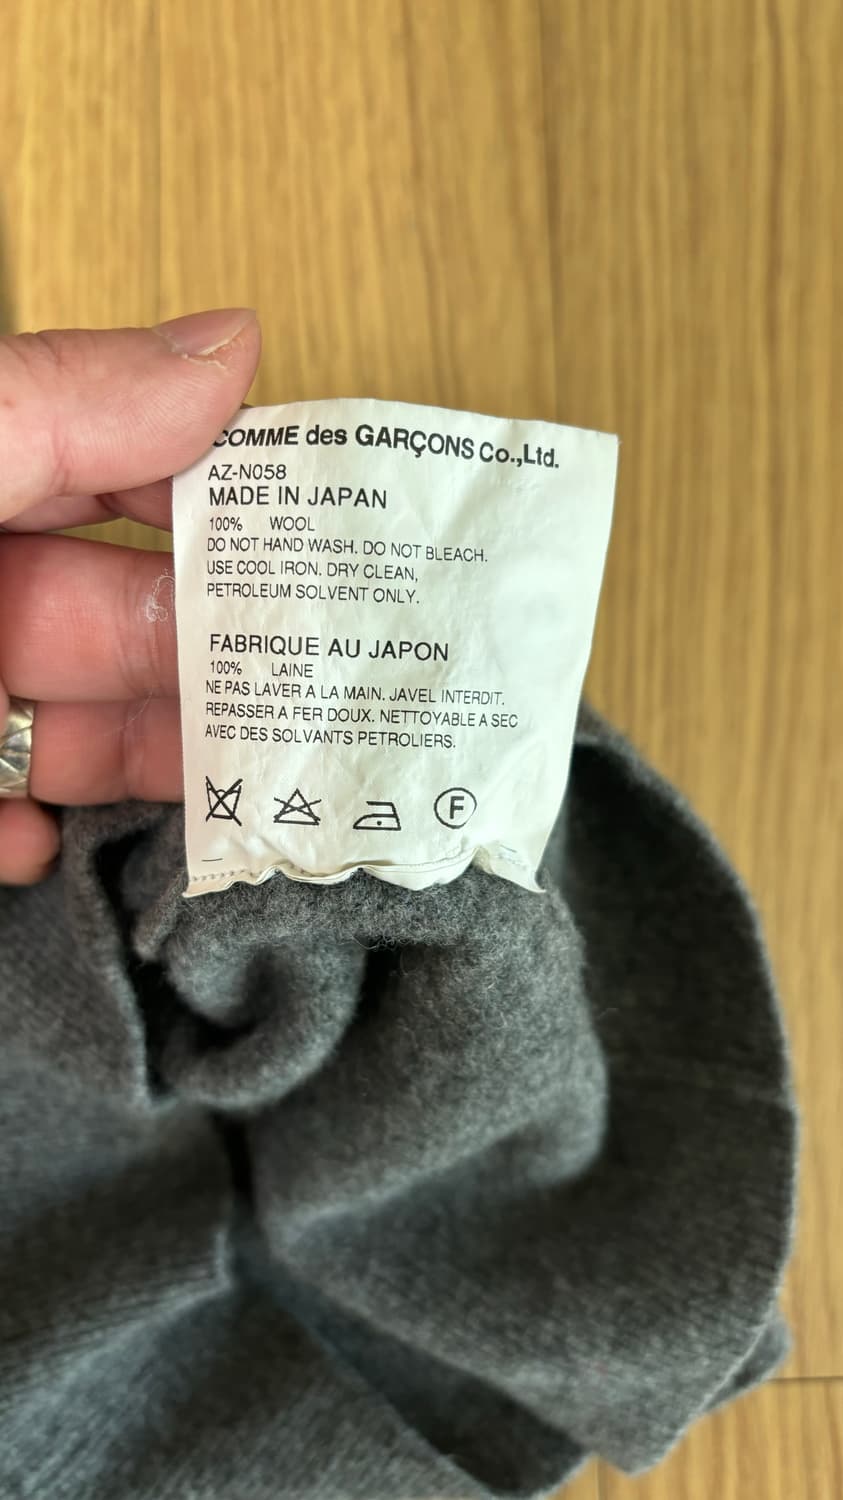 COMME des GARÇONS Co.,Ltd.
AZ-N058
MADE IN JAPAN
100% WOOL
DO NOT HAND WASH. DO NOT BLEACH.
USE COOL IRON. DRY CLEAN,
PETROLEUM SOLVENT ONLY.
FABRIQUE AU JAPON
100% LAINE
NE PAS LAVER A LA MAIN. JAVEL INTERDIT.
REPASSER A FER DOUX. NETTOYABLE A SEC
AVEC DES SOLVANTS PETROLIERS.
F